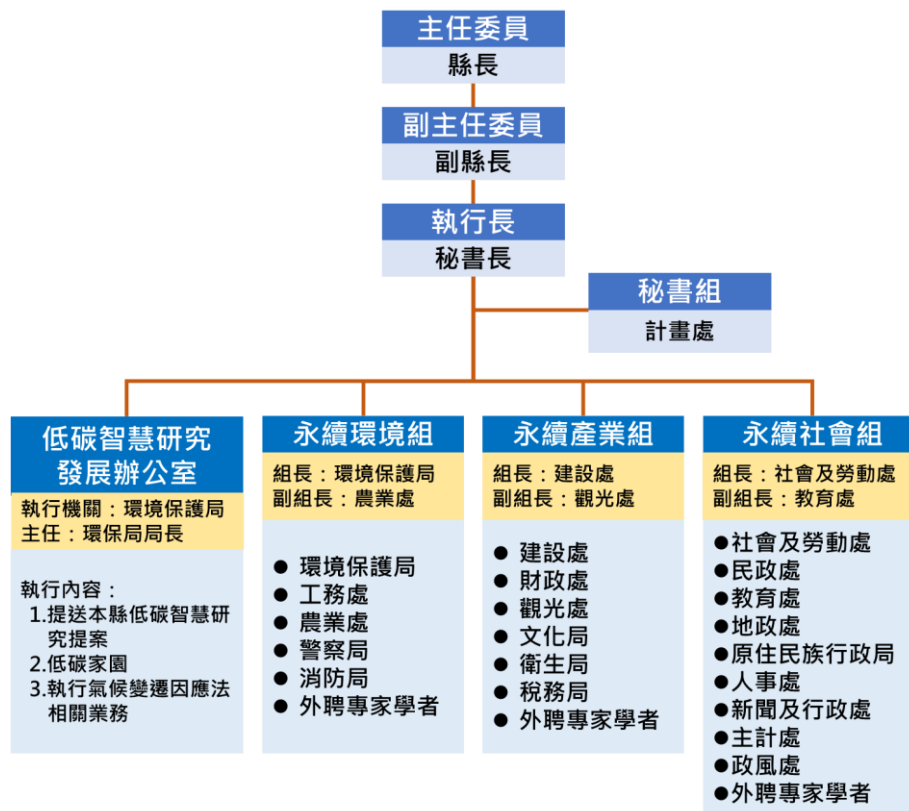 主任委員
縣長
副主任委員
副縣長
執行長
秘書長
秘書組
計畫處
低碳智慧研究
發展辦公室
執行機關：環境保護局
主任：環保局局長
執行內容：
1.提送本縣低碳智慧研
究提案
2.低碳家園
3.執行氣候變遷因應法
相關業務
永續環境組
組長：環境保護局
副組長：農業處
● 環境保護局
● 工務處
● 農業處
● 警察局
● 消防局
● 外聘專家學者
永續產業組
組長：建設處
副組長：觀光處
● 建設處
● 財政處
● 觀光處
● 文化局
● 衛生局
● 稅務局
● 外聘專家學者
永續社會組
組長：社會及勞動處
副組長：教育處
●社會及勞動處
●民政處
●教育處
●地政處
●原住民族行政局
●人事處
●新聞及行政處
●主計處
●政風處
●外聘專家學者